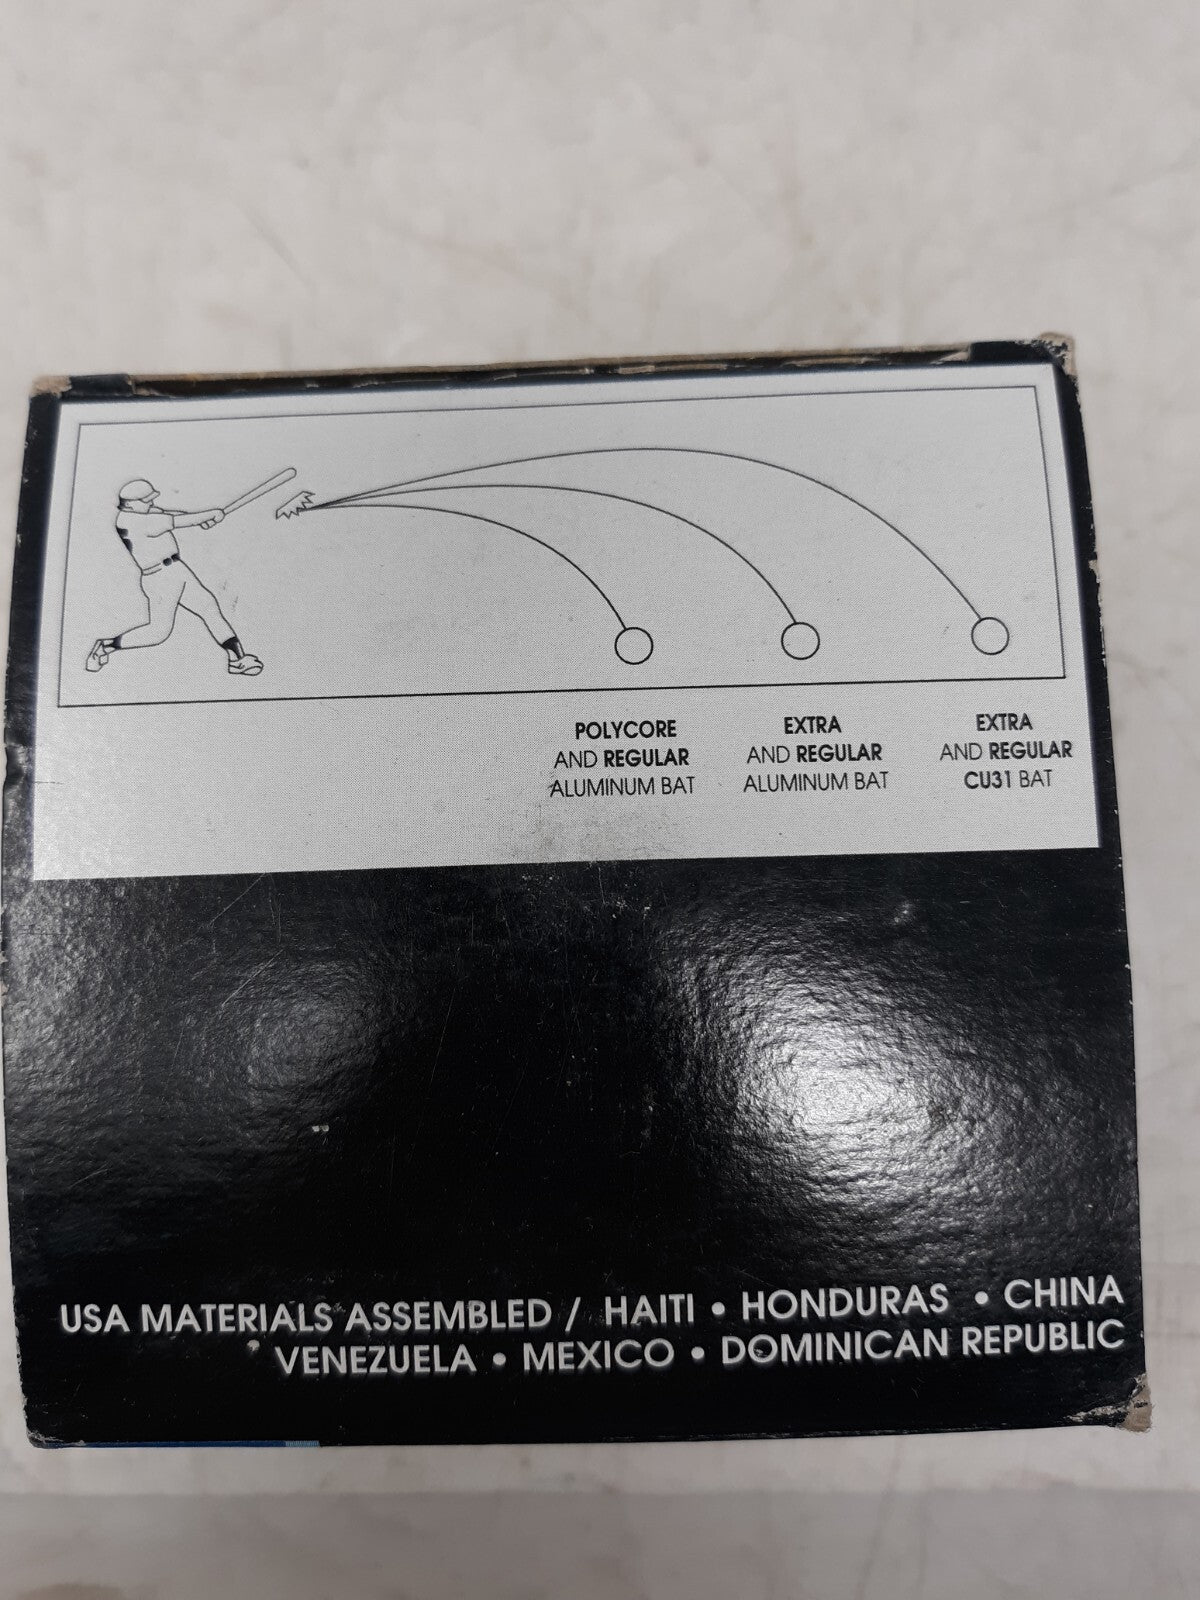 POLYCORE
AND REGULAR
ALUMINUM BAT
EXTRA
AND REGULAR
ALUMINUM BAT
EXTRA
AND REGULAR
CU31 BAT
USA MATERIALS ASSEMBLED / HAITI • HONDURAS • CHINA
VENEZUELA • MEXICO • DOMINICAN REPUBLIC